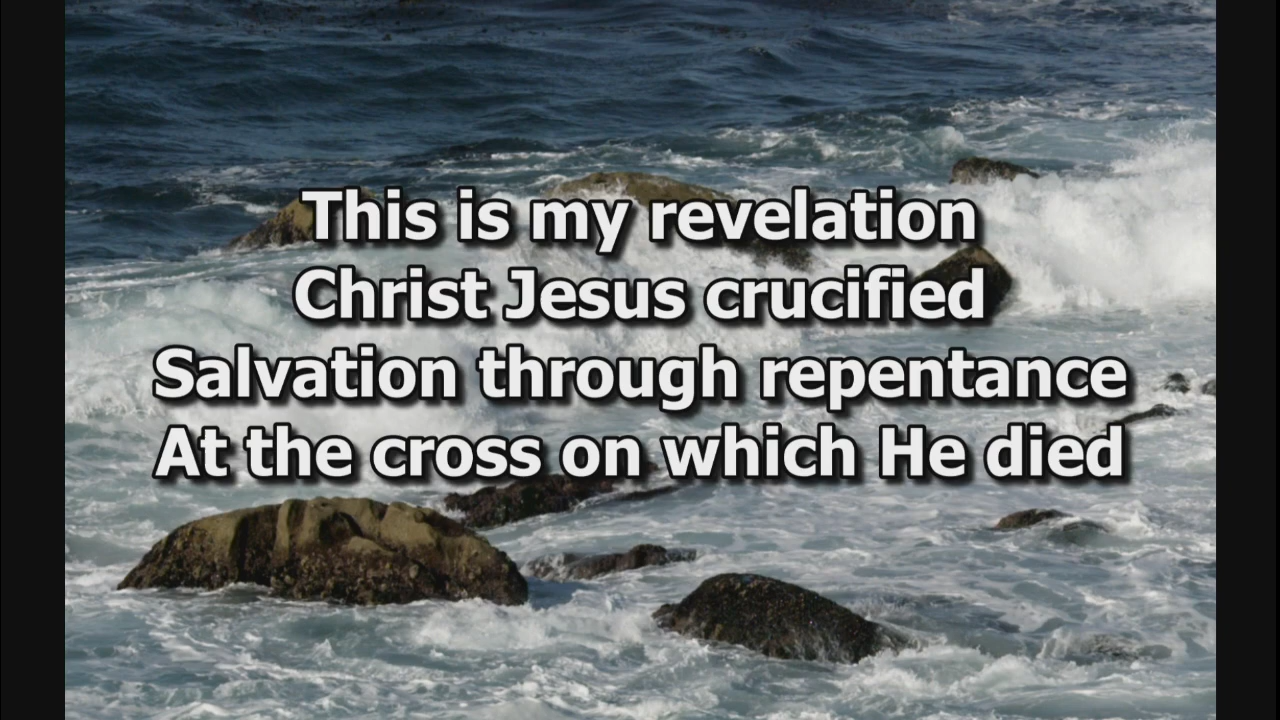 This is my revelation
Christ Jesus crucified
Salvation through repentance
At the cross on which He died